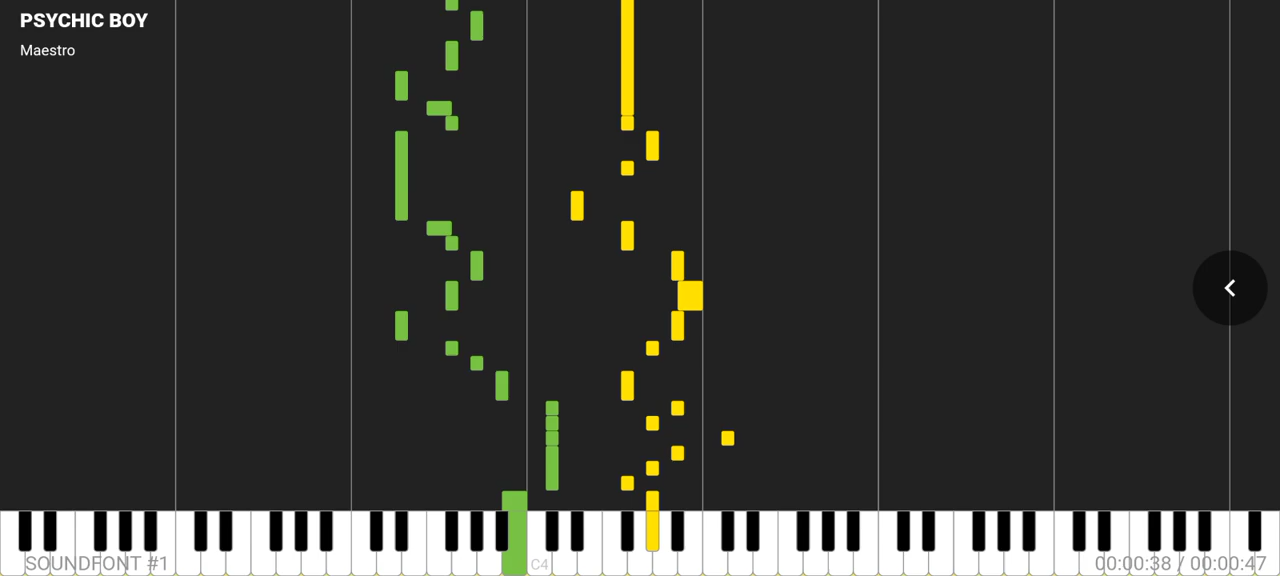 PSYCHIC BOY
Maestro
SOUNDFONT #1
C4
00:00:38 / 00:00:47